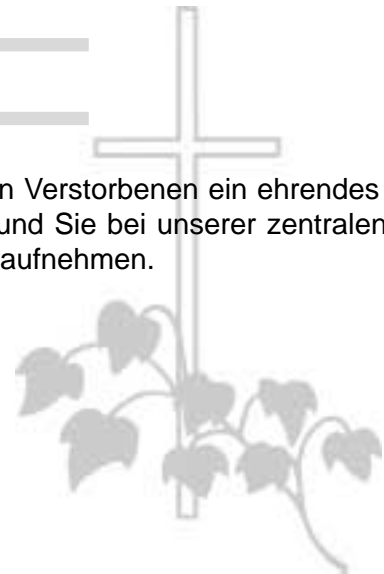 n Verstorbenen ein ehrendes
und Sie bei unserer zentralen
aufnehmen.